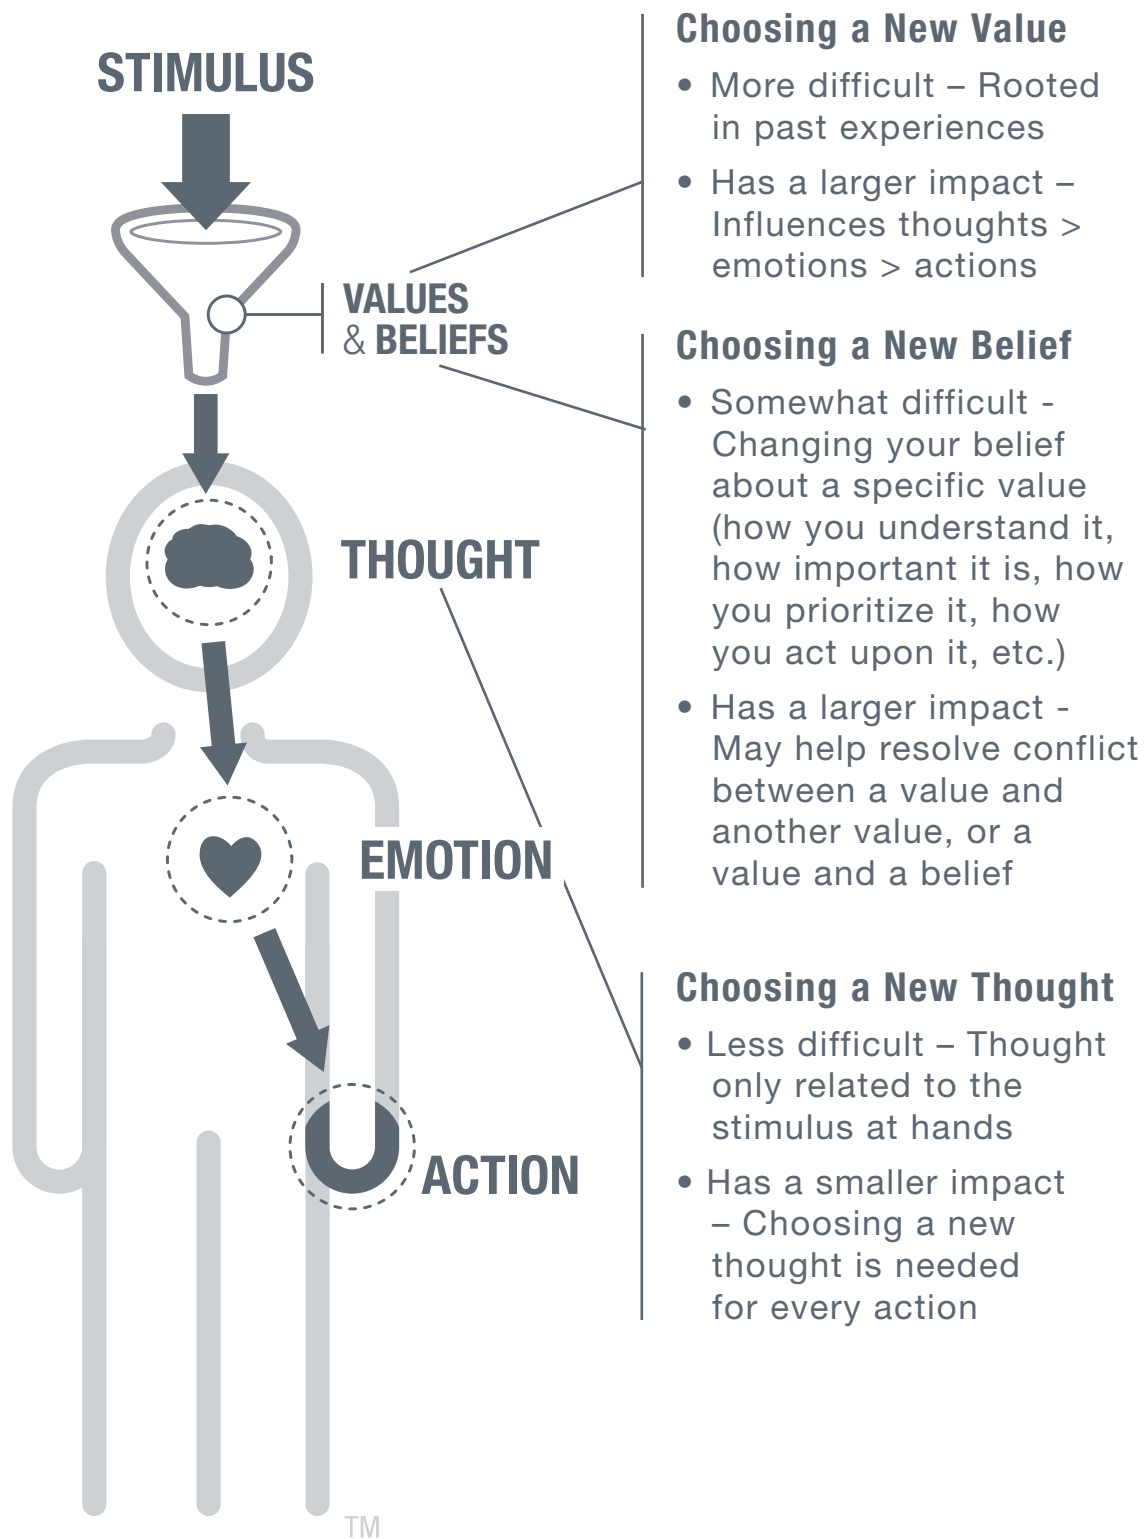 STIMULUS
VALUES
& BELIEFS
THOUGHT
EMOTION
ACTION
TM
Choosing a New Value
• More difficult – Rooted
in past experiences
• Has a larger impact –
Influences thoughts >
emotions > actions
Choosing a New Belief
• Somewhat difficult -
Changing your belief
about a specific value
(how you understand it,
how important it is, how
you prioritize it, how
you act upon it, etc.)
• Has a larger impact -
May help resolve conflict
between a value and
another value, or a
value and a belief
Choosing a New Thought
• Less difficult – Thought
only related to the
stimulus at hands
• Has a smaller impact
– Choosing a new
thought is needed
for every action